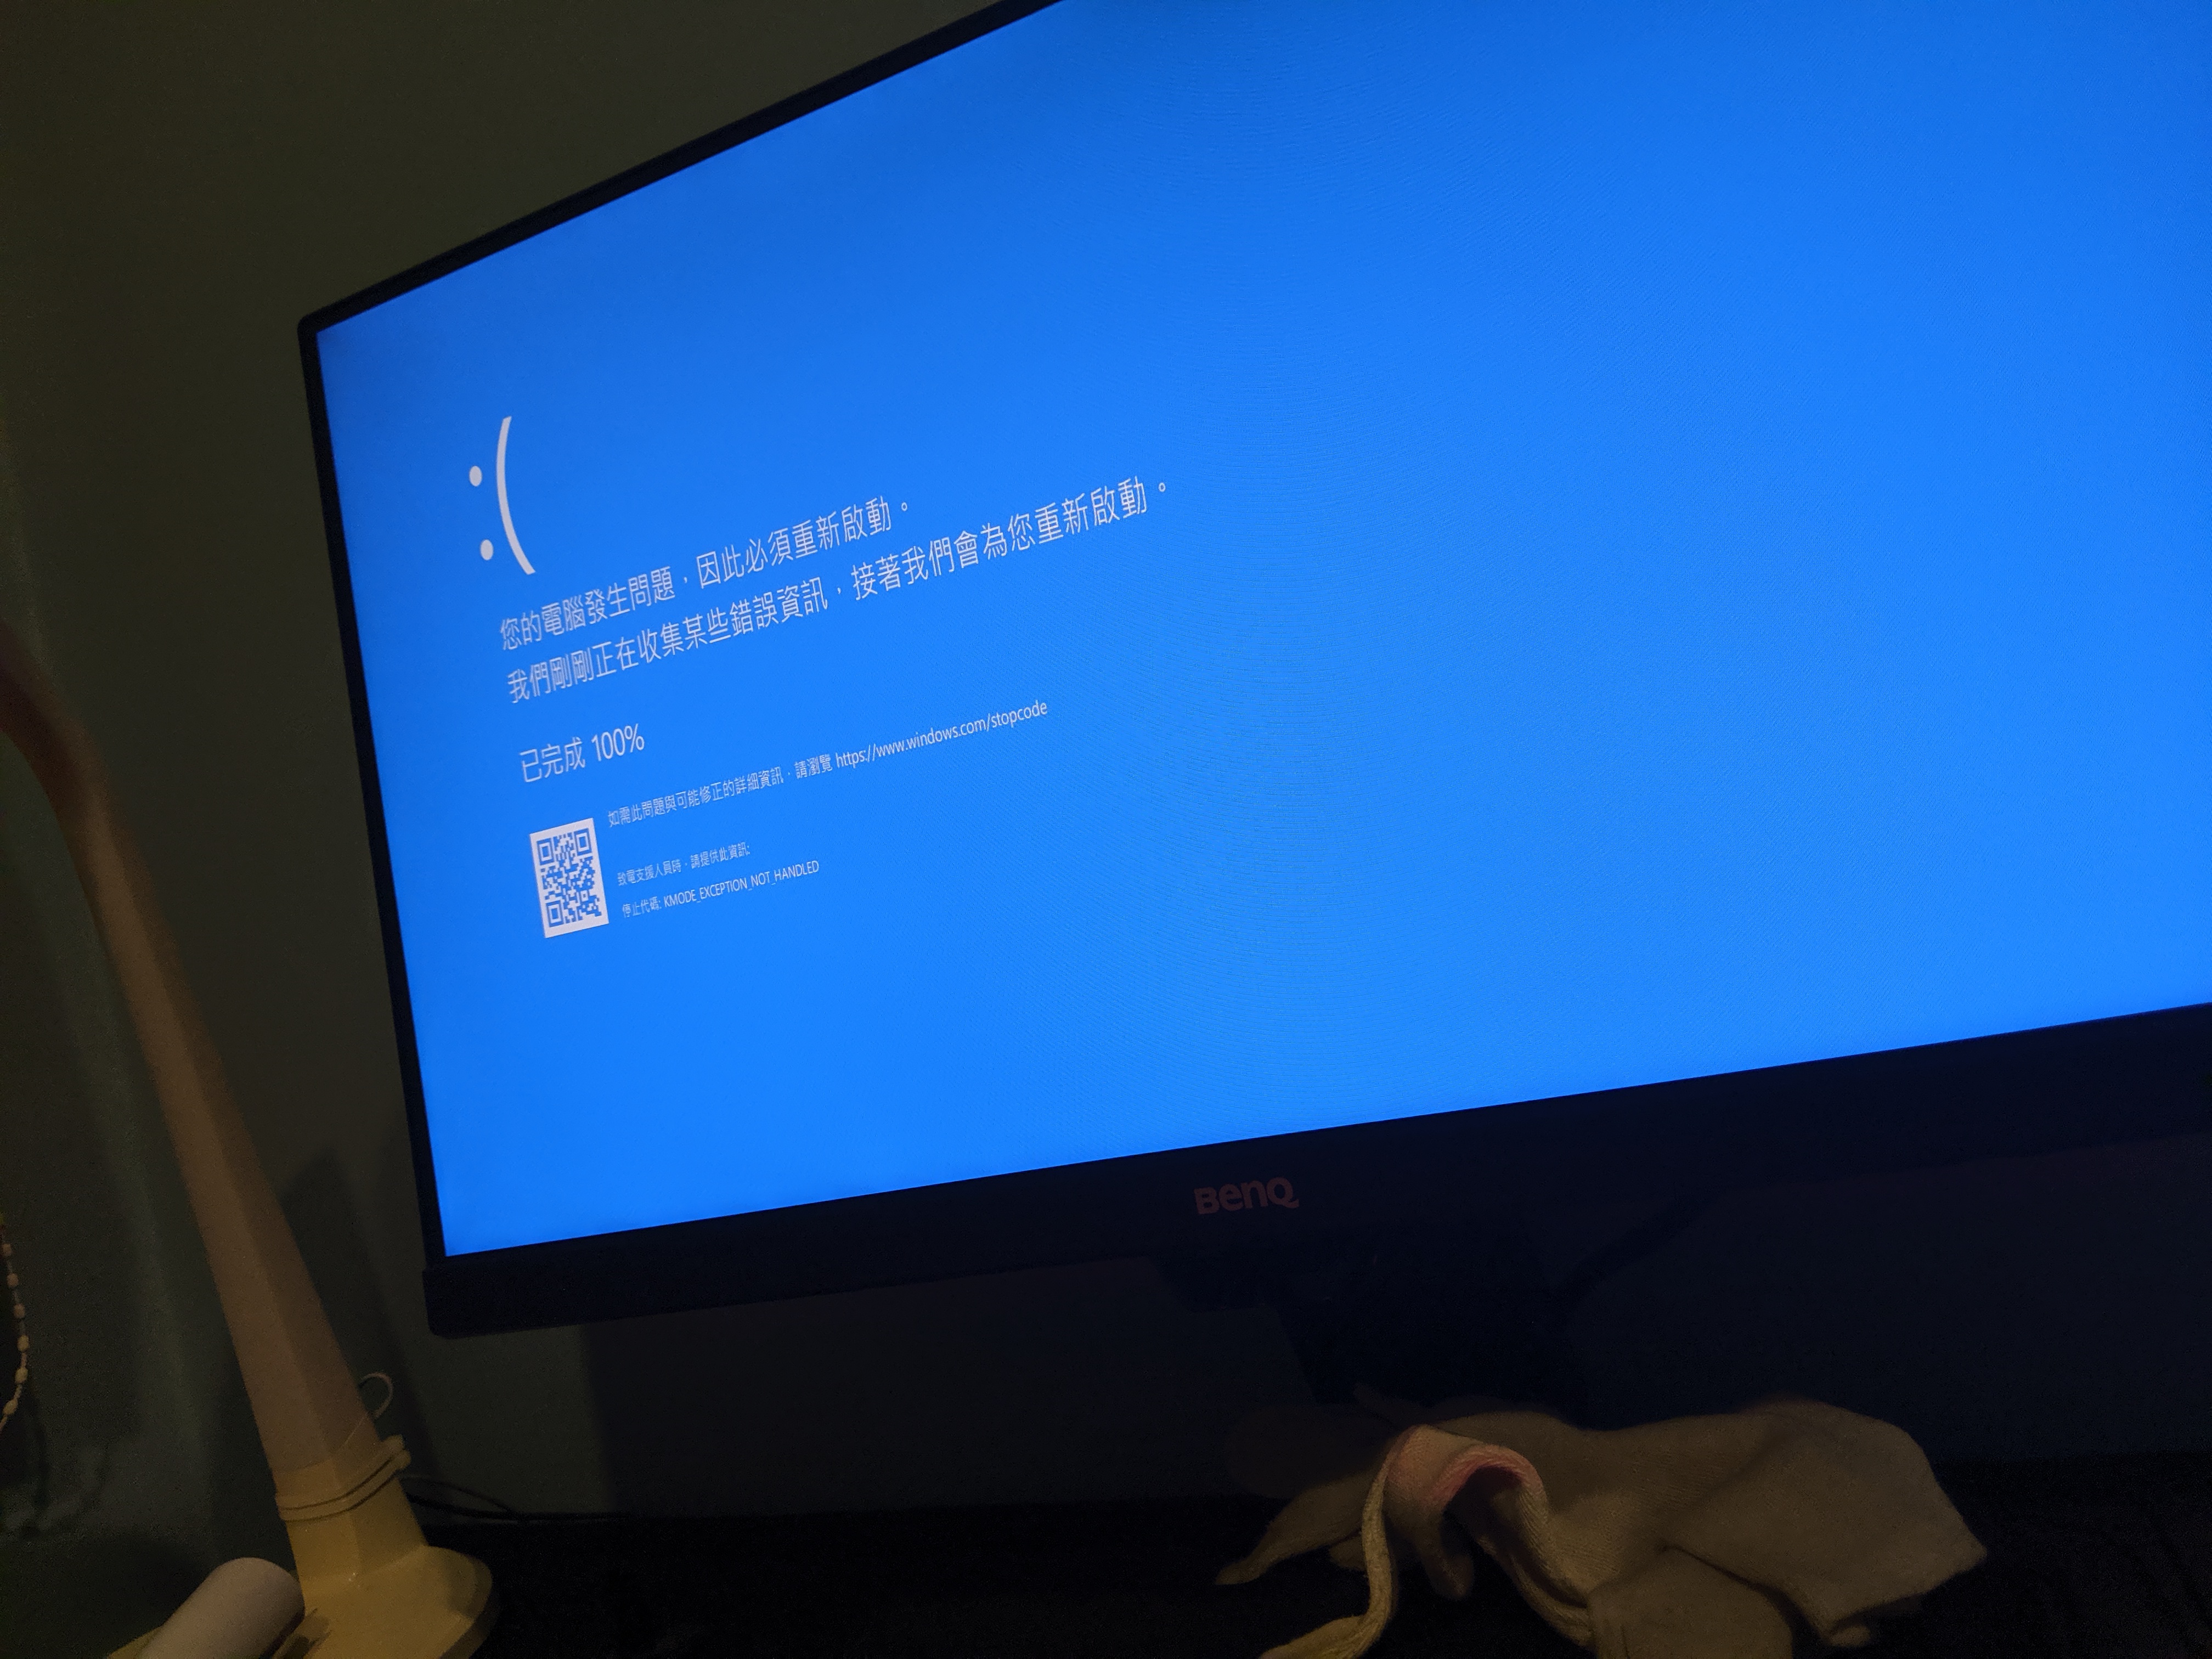 :(
您的電腦發生問題，因此必須重新啟動。
我們剛剛正在收集某些錯誤資訊，接著我們會為您重新啟動。
已完成 100%
如需此問題與可能修正的詳細資訊，請瀏覽 https://www.windows.com/stopcode
致電支援人員時，請提供此資訊:
停止代碼: KMODE_EXCEPTION_NOT_HANDLED
BenQ